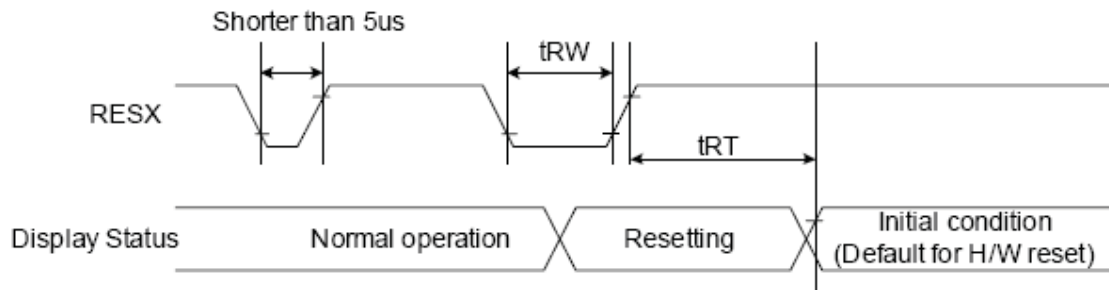 Shorter than 5us
tRW
RESX
tRT
Display Status
Normal operation
Resetting
Initial condition
(Default for H/W reset)